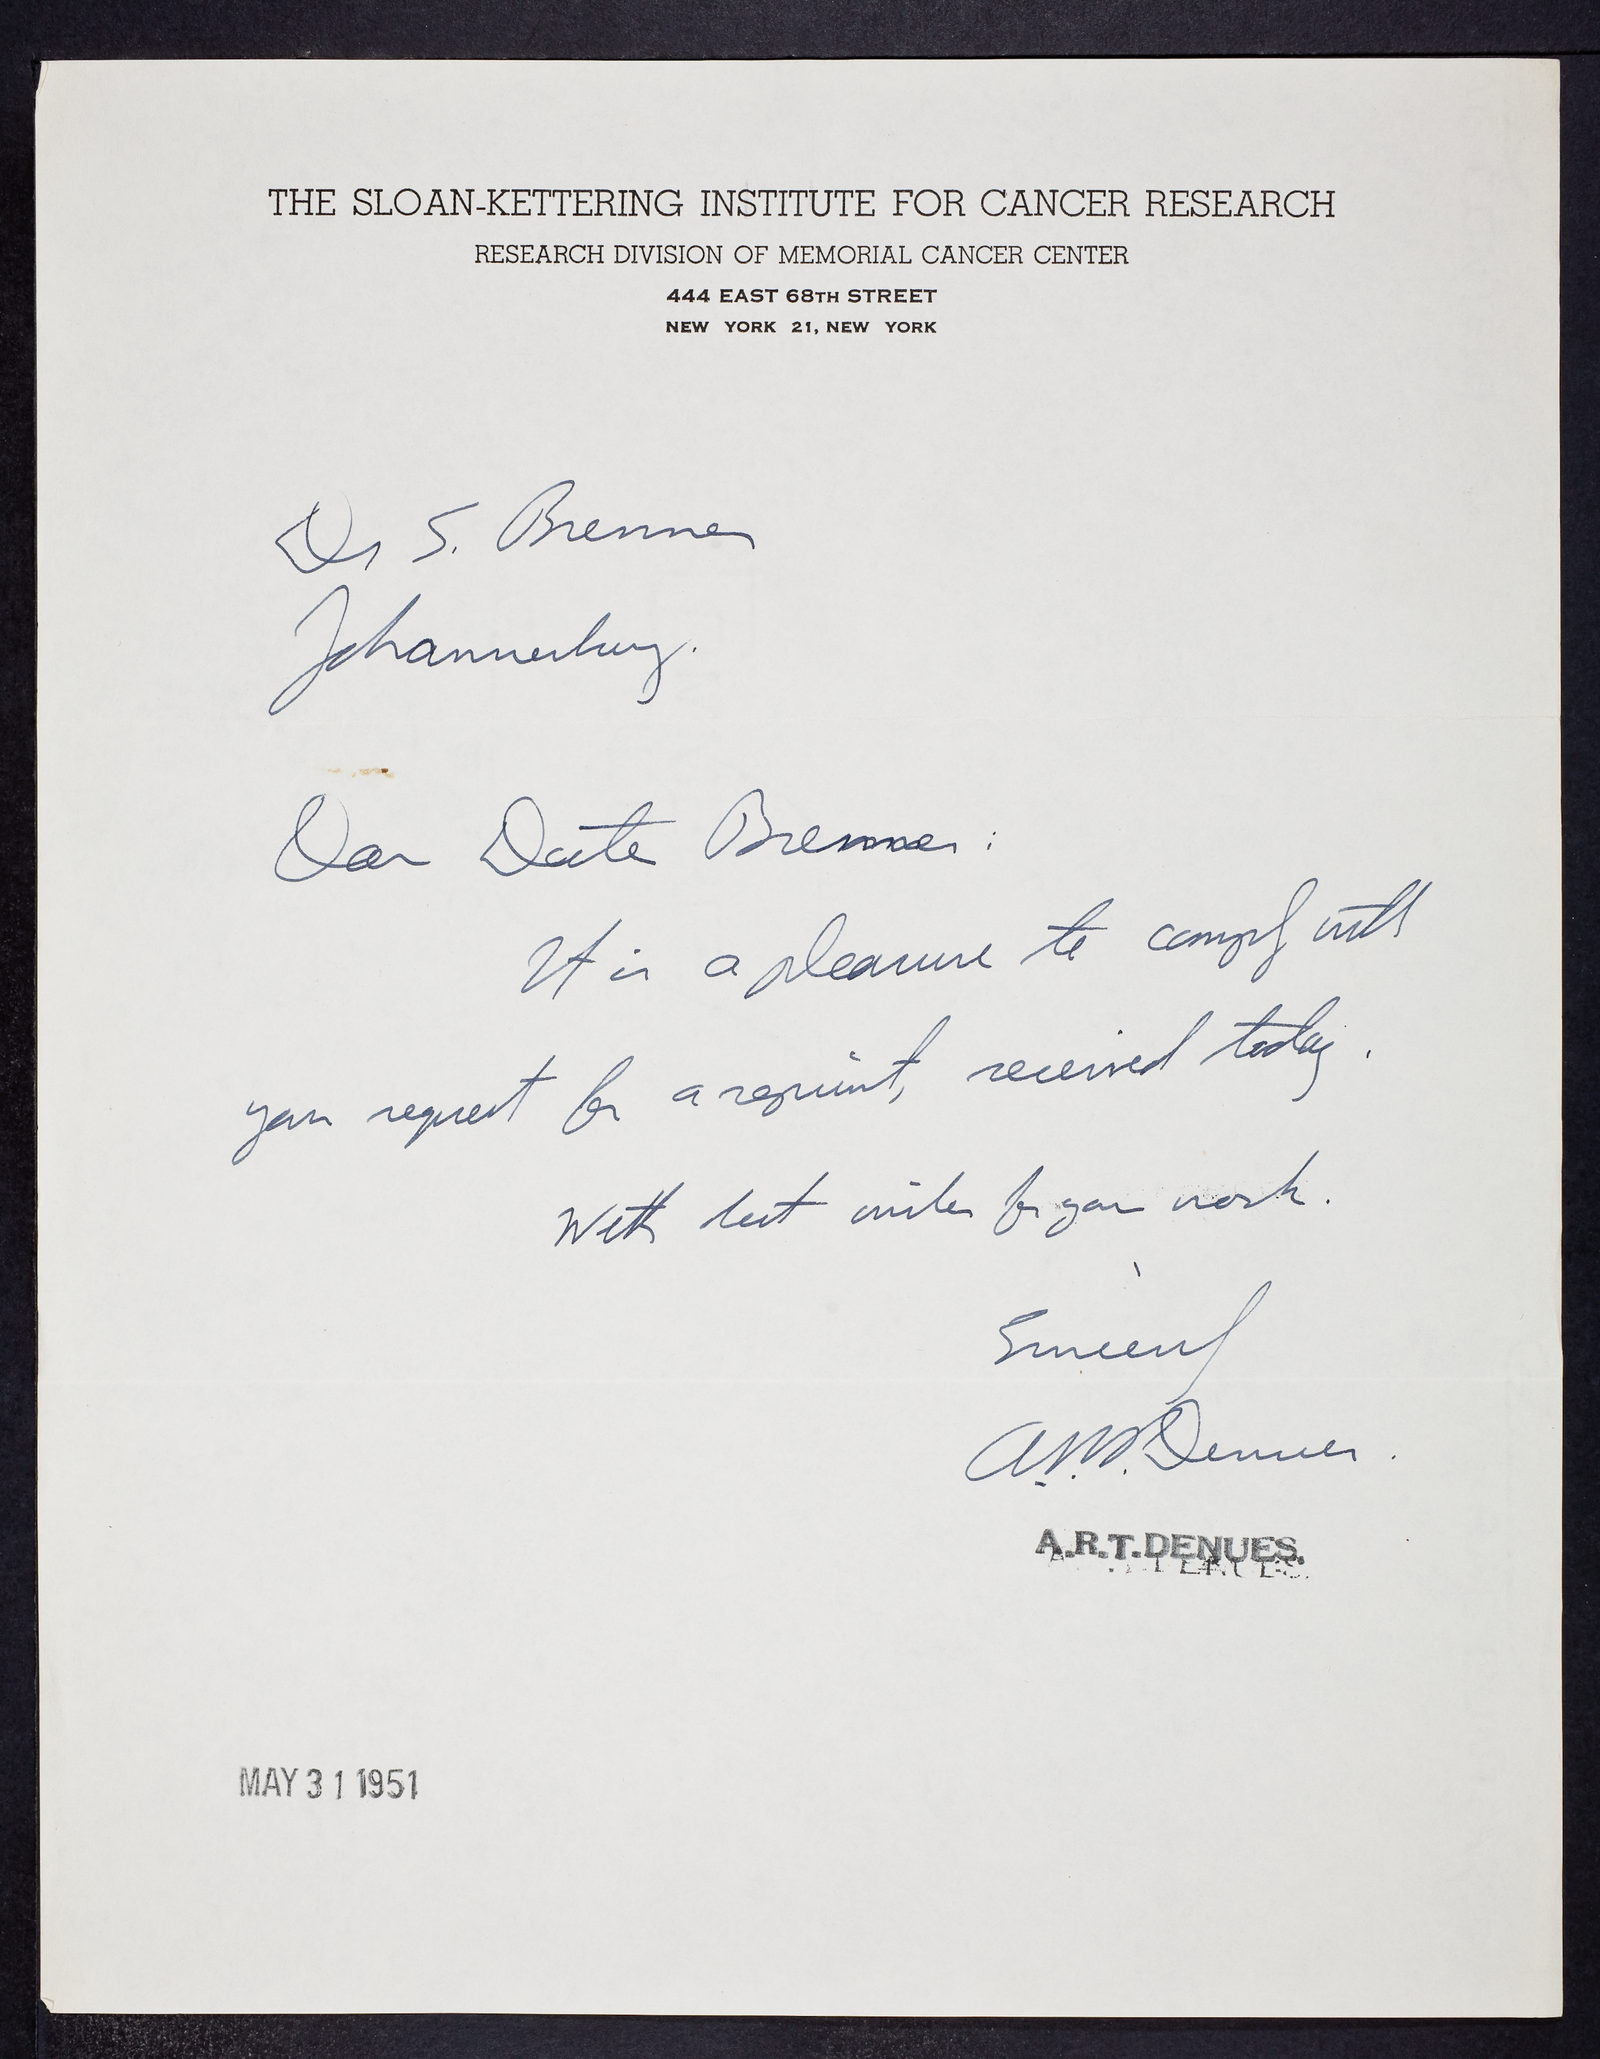 THE SLOAN-KETTERING INSTITUTE FOR CANCER RESEARCH
RESEARCH DIVISION OF MEMORIAL CANCER CENTER
444 EAST 68TH STREET
NEW YORK 21, NEW YORK
Dr S. Brenner
Johannesburg.
Dear Doctor Brenner:
It is a pleasure to comply with
your request for a reprint, received today.
With best wishes for your work.
Sincerely
A.R.T. Denues.
A.R.T. DENUES.
MAY 31 1951